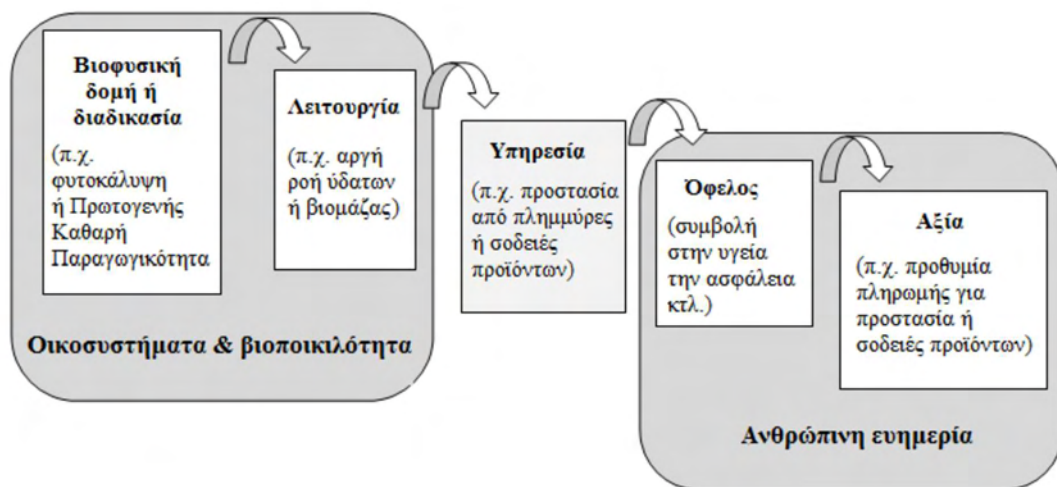 Βιοφυσική
δομή ή
διαδικασία
(π.χ.
φυτοκάλυψη
ή Πρωτογενής
Καθαρή
Παραγωγικότητα
Λειτουργία
(π.χ. αργή
ροή ύδατων
ή βιομάζας)
Οικοσυστήματα & βιοποικιλότητα
Υπηρεσία
(π.χ. προστασία
από πλημμύρες
ή σοδειές
προϊόντων)
Όφελος
(συμβολή
στην υγεία
την ασφάλεια
κτλ.)
Αξία
(π.χ. προθυμία
πληρωμής για
προστασία ή
σοδειές προϊόντων)
Ανθρώπινη ευημερία